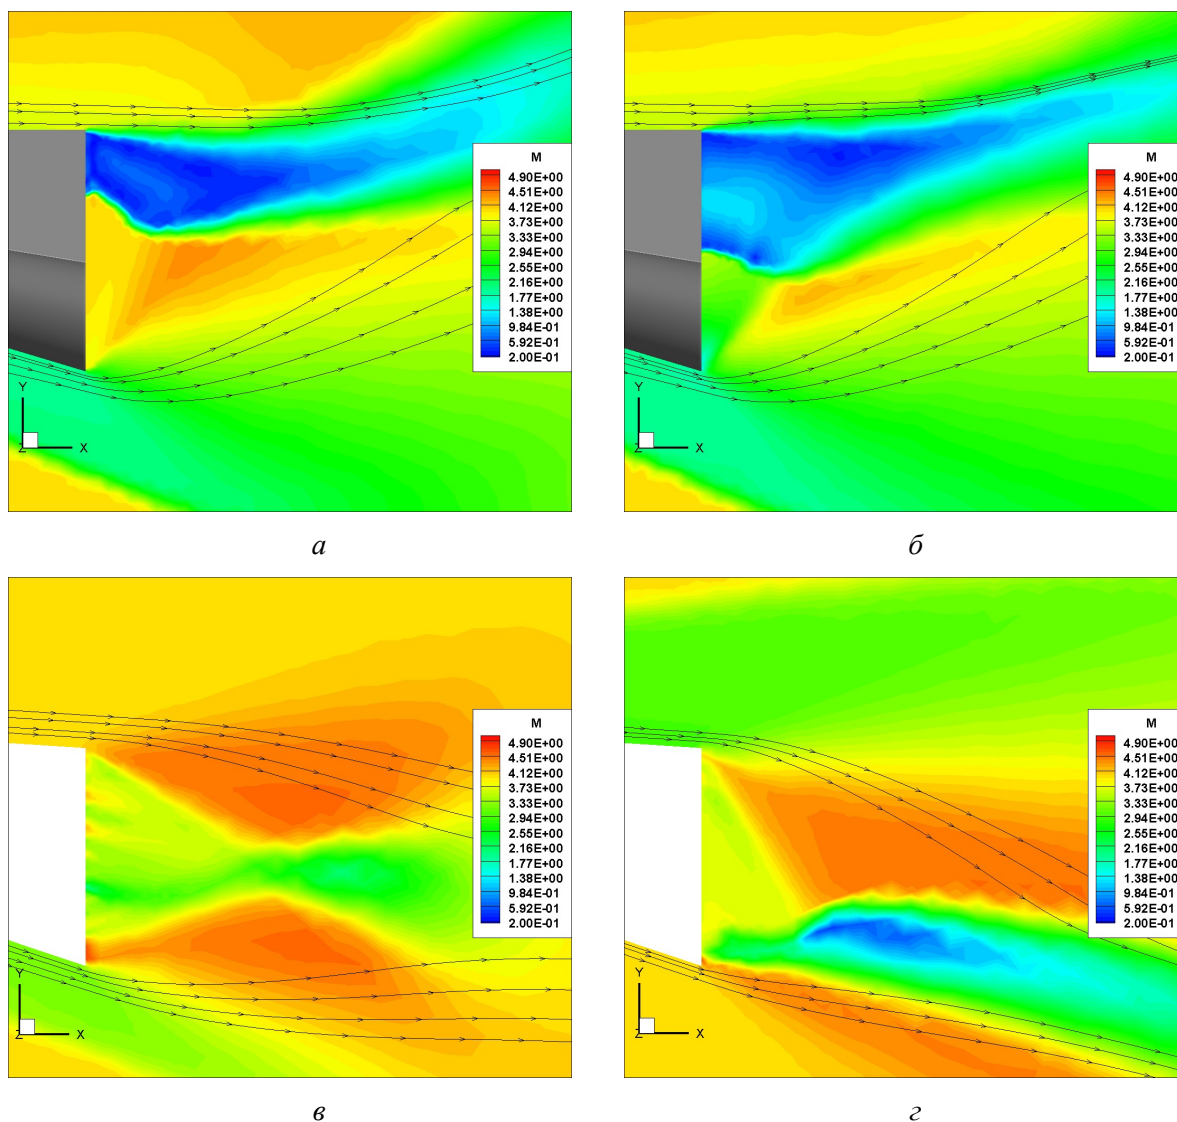 M
4.90E+00
4.51E+00
4.12E+00
3.73E+00
3.33E+00
2.94E+00
2.55E+00
2.16E+00
1.77E+00
1.38E+00
9.84E-01
5.92E-01
2.00E-01
Y
Z X
а
M
4.90E+00
4.51E+00
4.12E+00
3.73E+00
3.33E+00
2.94E+00
2.55E+00
2.16E+00
1.77E+00
1.38E+00
9.84E-01
5.92E-01
2.00E-01
Y
Z X
б
M
4.90E+00
4.51E+00
4.12E+00
3.73E+00
3.33E+00
2.94E+00
2.55E+00
2.16E+00
1.77E+00
1.38E+00
9.84E-01
5.92E-01
2.00E-01
Y
Z X
в
M
4.90E+00
4.51E+00
4.12E+00
3.73E+00
3.33E+00
2.94E+00
2.55E+00
2.16E+00
1.77E+00
1.38E+00
9.84E-01
5.92E-01
2.00E-01
Y
Z X
г